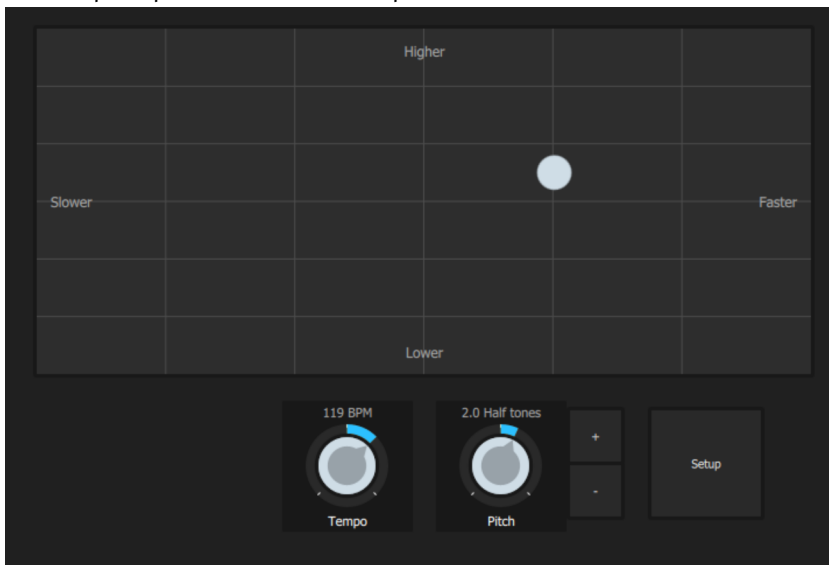 Higher
Slower
Faster
Lower
119 BPM
2.0 Half tones
+
-
Setup
Tempo
Pitch